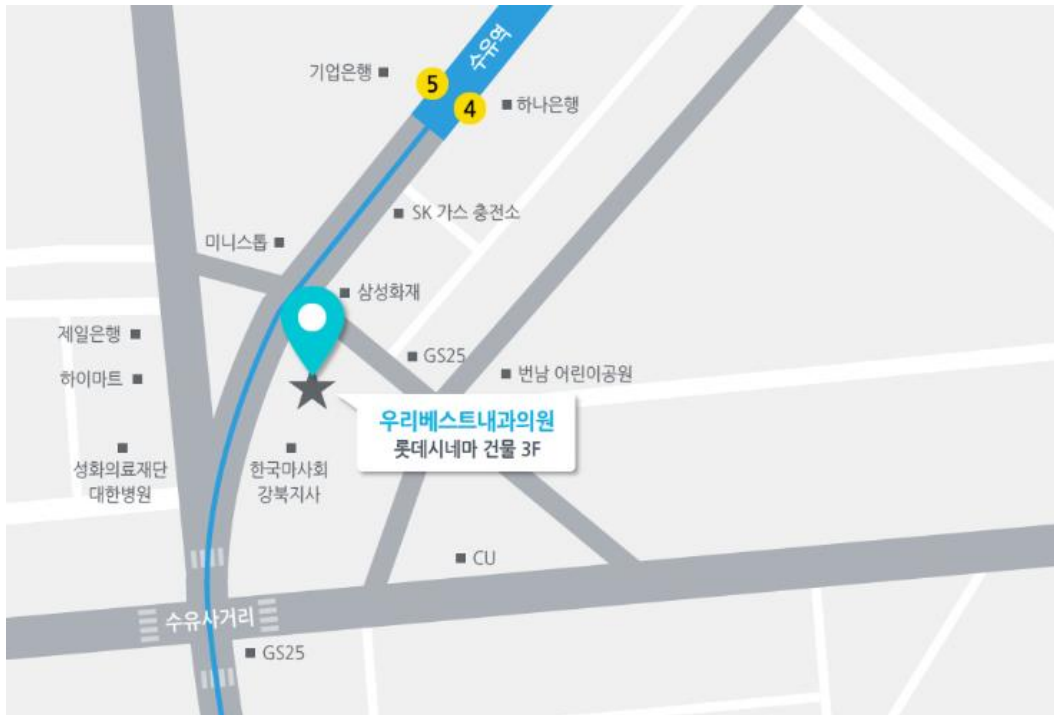 수유역
기업은행
5
4
하나은행
SK 가스 충전소
미니스톱
삼성화재
제일은행
GS25
하이마트
번남 어린이공원
우리베스트내과의원
롯데시네마 건물 3F
성화의료재단
대한병원
한국마사회
강북지사
CU
수유사거리
GS25